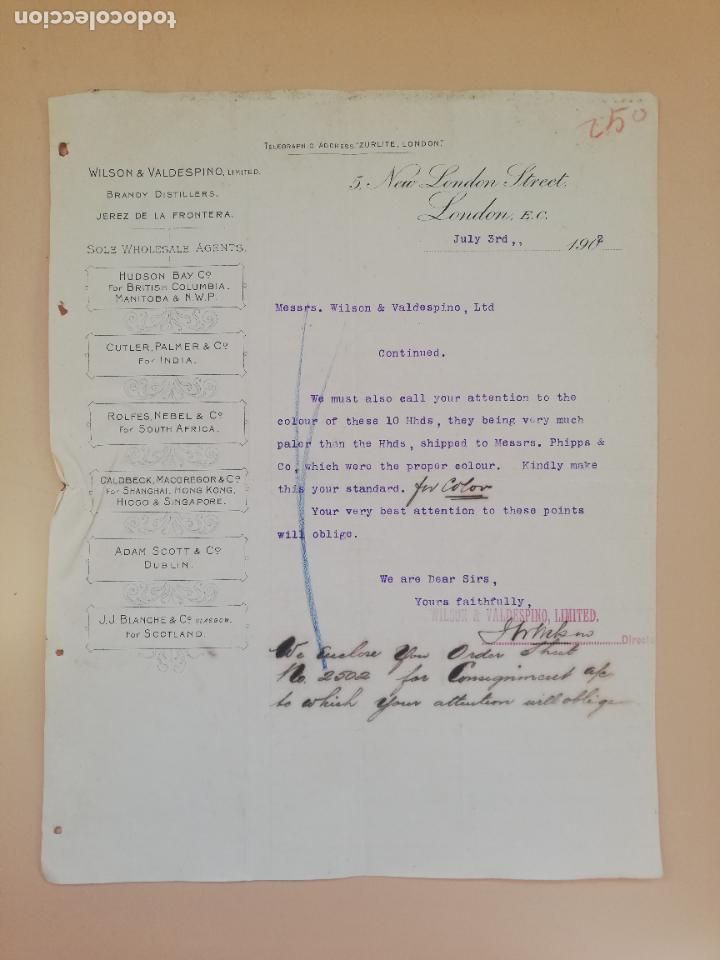 todocoleccion
250
TELEGRAPHIC ADDRESS, "ZURLITE, LONDON."
WILSON & VALDESPINO, LIMITED.
BRANDY DISTILLERS.
JEREZ DE LA FRONTERA.
SOLE WHOLESALE AGENTS.
HUDSON BAY Cº
FOR BRITISH COLUMBIA.
MANITOBA & N.W.P.
CUTLER, PALMER & Cº
FOR INDIA.
ROLFES, NEBEL & Cº
FOR SOUTH AFRICA.
CALDBECK, MACGREGOR & Cº
FOR SHANGHAI, HONG KONG,
HIOGO & SINGAPORE.
ADAM SCOTT & Cº
DUBLIN.
J.J. BLANCHE & Cº GLASGOW.
FOR SCOTLAND.
5, New London Street,
London, E.C.
July 3rd,, 1902
Messrs. Wilson & Valdespino, Ltd
Continued.
We must also call your attention to the
colour of these 10 Hhds, they being very much
paler than the Hhds, shipped to Messrs. Phipps &
Co, which were the proper colour. Kindly make
this your standard. for Color
Your very best attention to these points
will oblige.
We are Dear Sirs,
Yours faithfully,
WILSON & VALDESPINO, LIMITED.
Wilson Directo
We enclose You Order Sheet
No. 2502 for Consignment a/c
to which Your attention will oblige